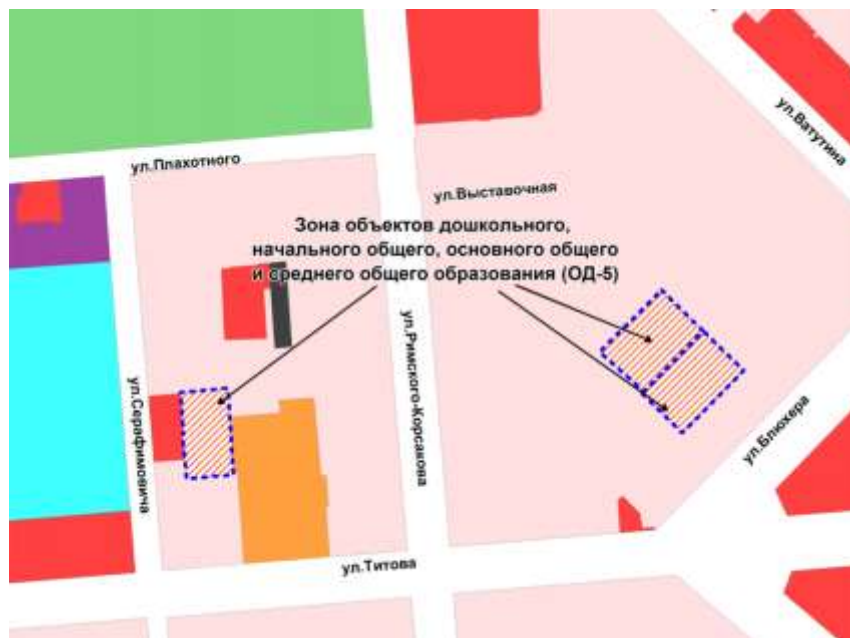 ул.Ватутина
ул.Плахотного
ул.Выставочная
Зона объектов дошкольного,
начального общего, основного общего
и среднего общего образования (ОД-5)
ул.Римского-Корсакова
ул.Серафимовича
ул.Блюхера
ул.Титова